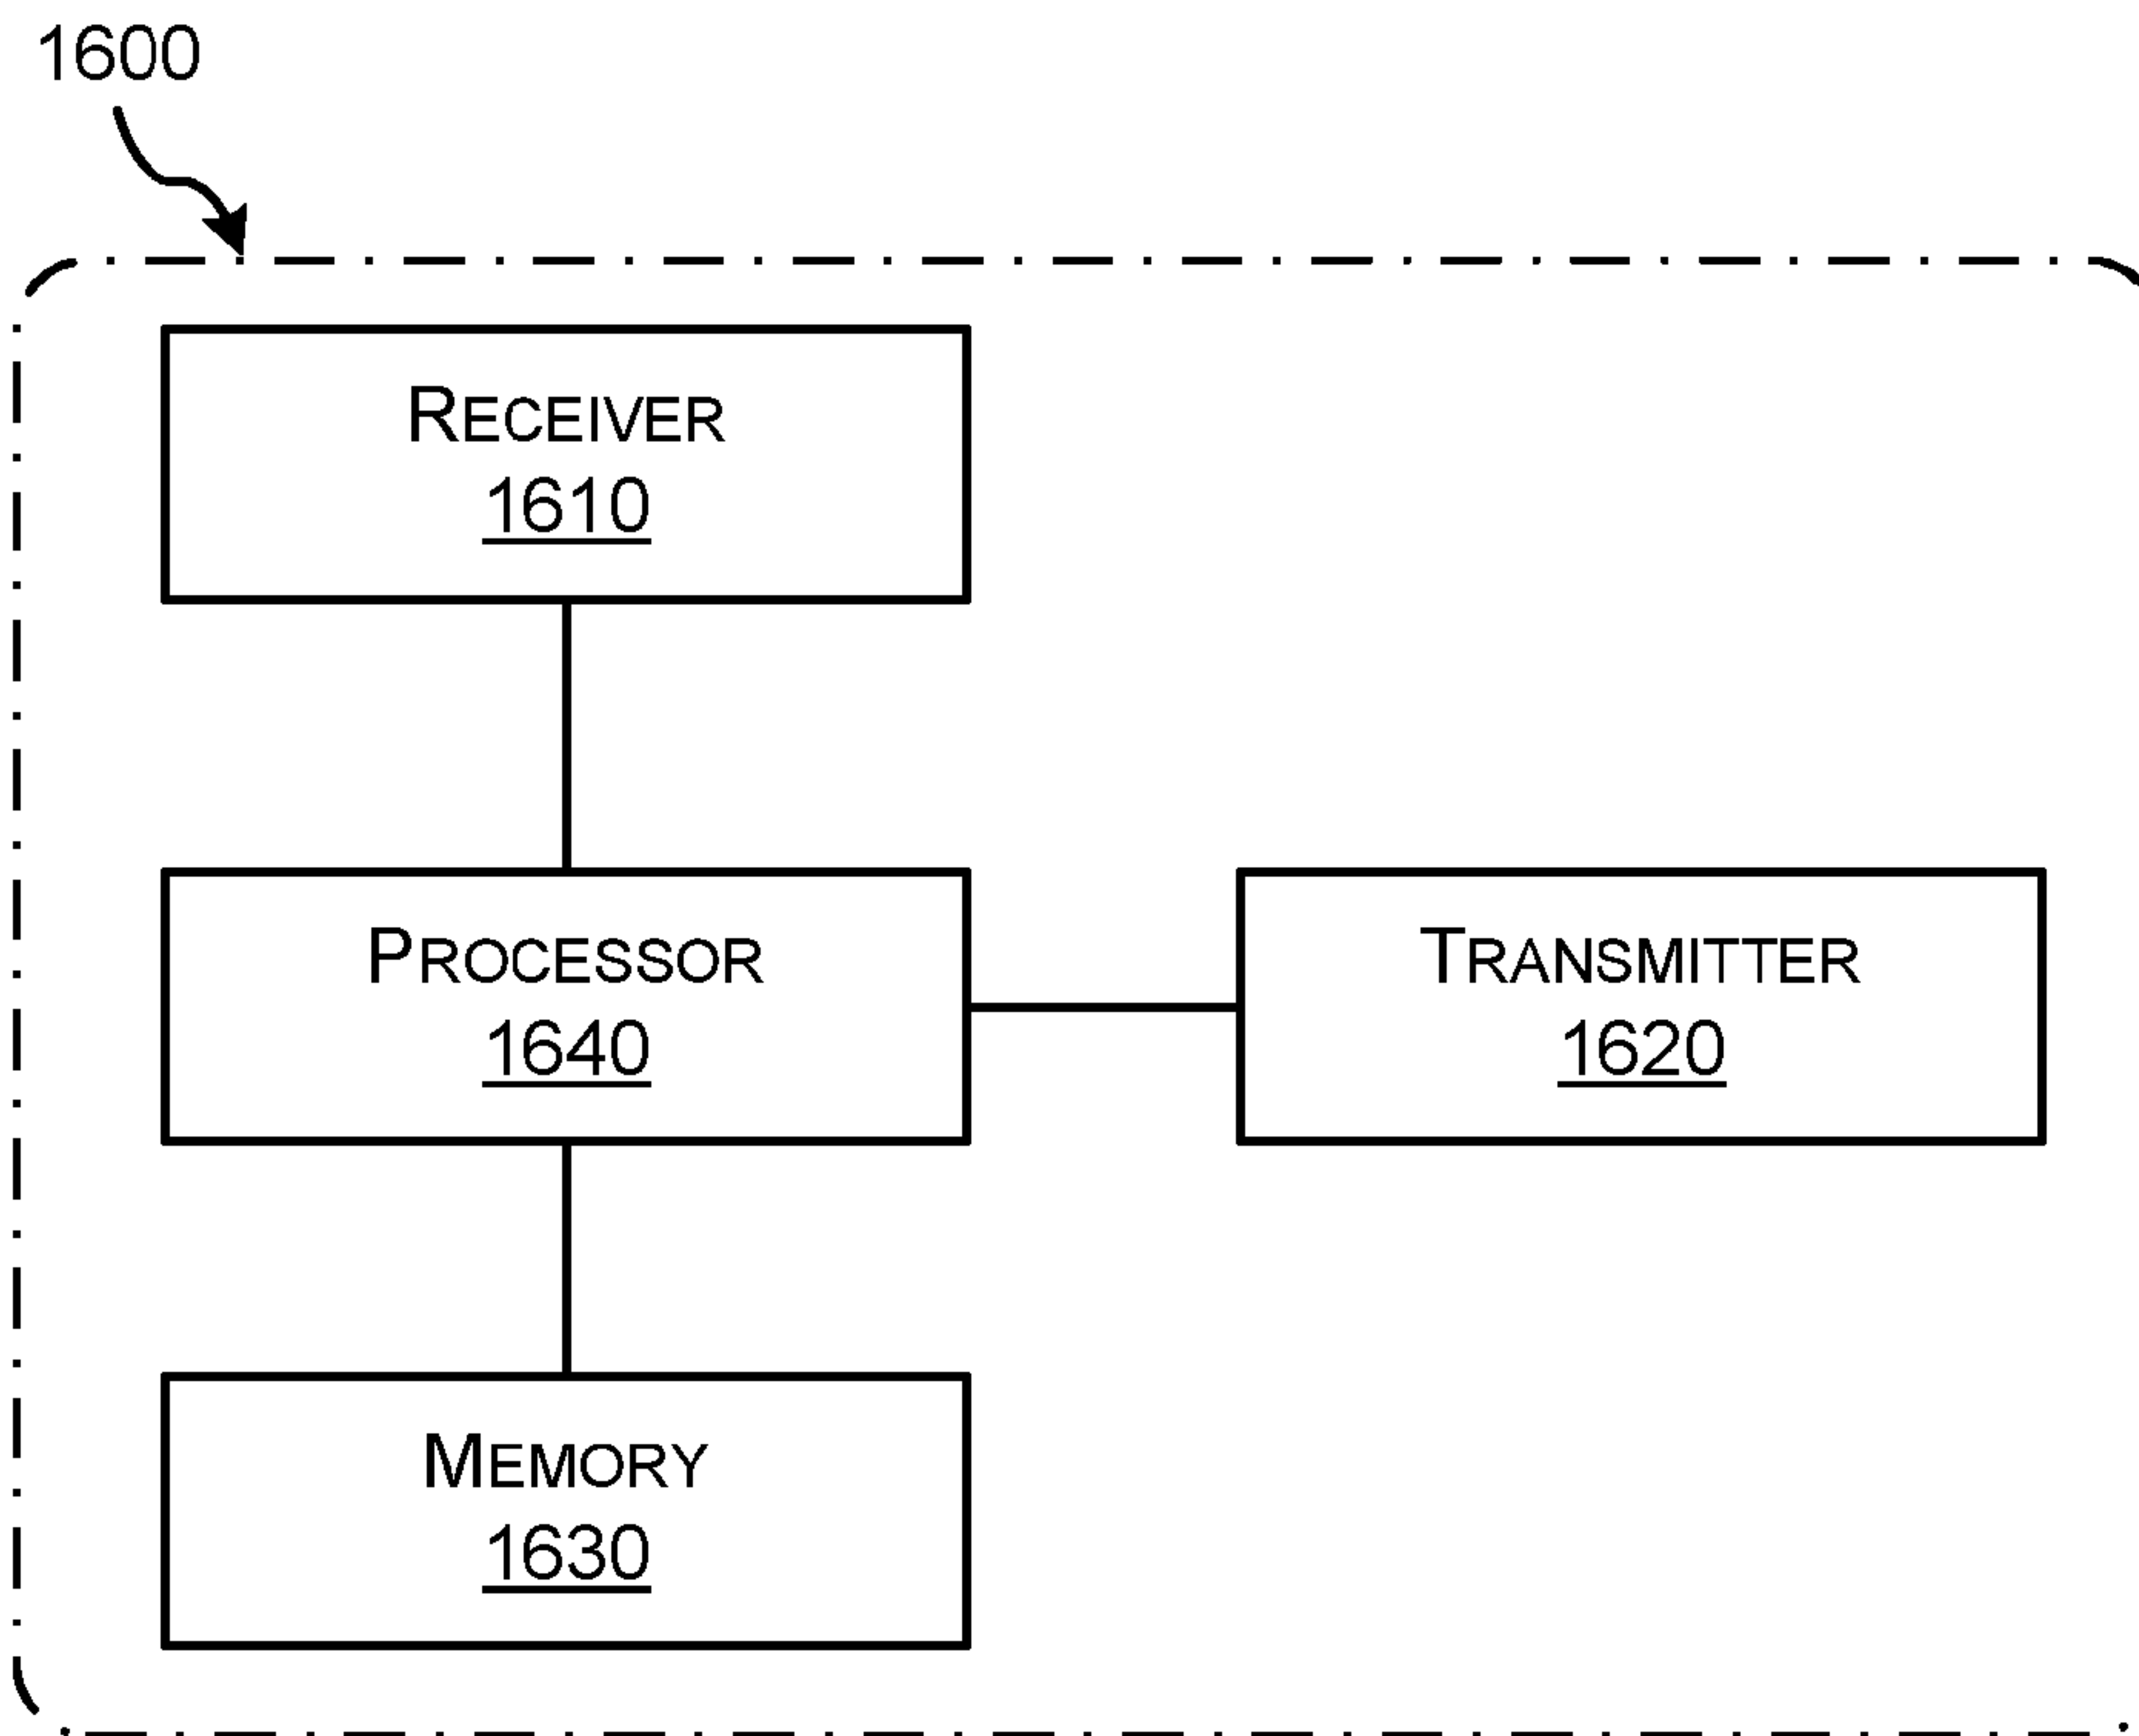 1600
RECEIVER
1610
PROCESSOR
1640
TRANSMITTER
1620
MEMORY
1630